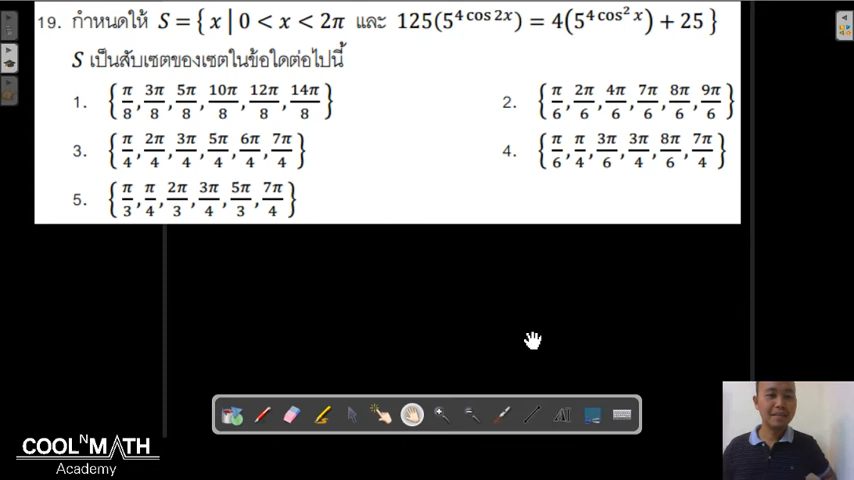 19. กำหนดให้ S = { x | 0 < x < 2π และ 125(5^{4 cos 2x}) = 4(5^{4 cos² x}) + 25 }
S เป็นสับเซตของเซตในข้อใดต่อไปนี้
1. {π/8, 3π/8, 5π/8, 10π/8, 12π/8, 14π/8}
2. {π/6, 2π/6, 4π/6, 7π/6, 8π/6, 9π/6}
3. {π/4, 2π/4, 3π/4, 5π/4, 6π/4, 7π/4}
4. {π/6, π/4, 3π/6, 3π/4, 8π/6, 7π/4}
5. {π/3, π/4, 2π/3, 3π/4, 5π/3, 7π/4}
AI
COOL N MATH
Academy